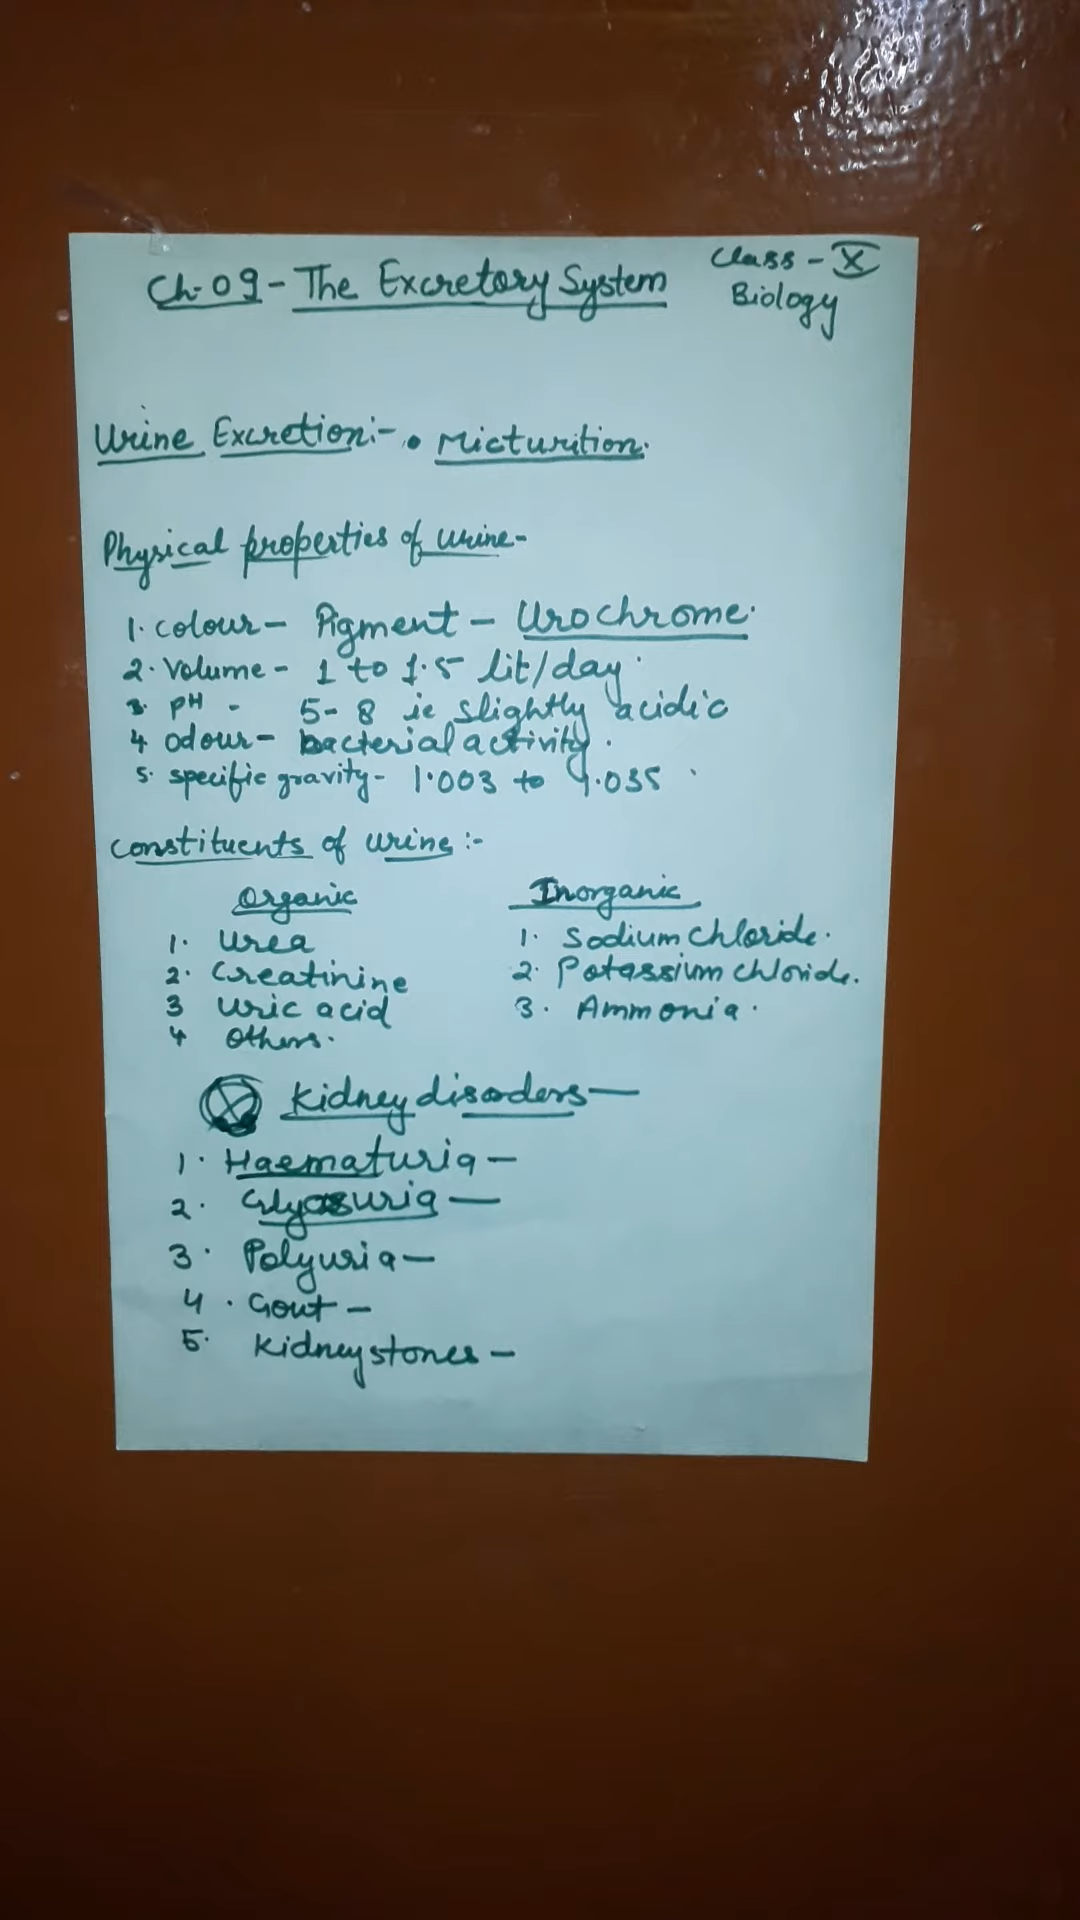 Ch-09 - The Excretory System
Class - X
Biology
Urine Excretion:- • Micturition.
Physical properties of urine-
1. colour - Pigment - Urochrome.
2. Volume - 1 to 1.5 lit/day.
3. pH - 5-8 ie slightly acidic
4 odour - bacterial activity.
5. specific gravity - 1.003 to 1.035
constituents of urine :-
Organic
1. Urea
2. Creatinine
3 Uric acid
4 Others.
Inorganic
1. Sodium Chloride.
2. Potassium chloride.
3. Ammonia.
Kidney disorders—
1. Haematuria —
2. Glycosuria —
3. Polyuria —
4. Gout —
5. Kidney stones —